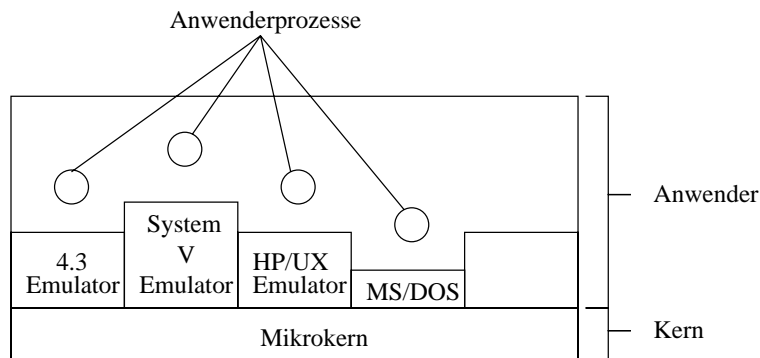 Anwenderprozesse
Anwender
System
V
Emulator
4.3
Emulator
HP/UX
Emulator
MS/DOS
Mikrokern
Kern